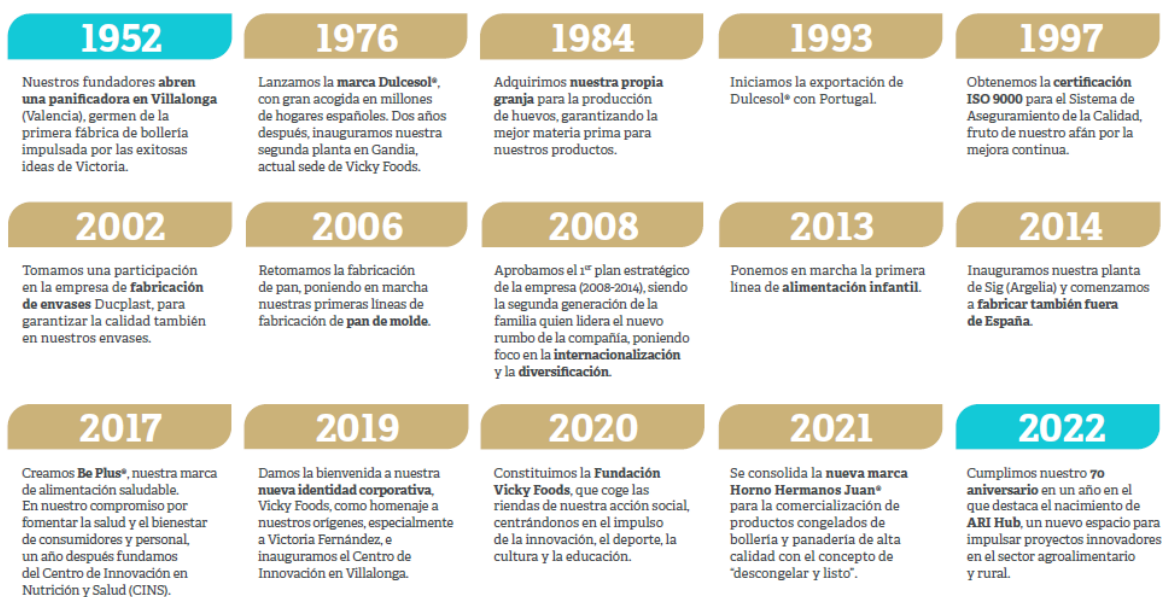 1952
Nuestros fundadores abren
una panificadora en Villalonga
(Valencia), germen de la
primera fábrica de bollería
impulsada por las exitosas
ideas de Victoria.
1976
Lanzamos la marca Dulcesol®,
con gran acogida en millones
de hogares españoles. Dos años
después, inauguramos nuestra
segunda planta en Gandia,
actual sede de Vicky Foods.
1984
Adquirimos nuestra propia
granja para la producción
de huevos, garantizando la
mejor materia prima para
nuestros productos.
1993
Iniciamos la exportación de
Dulcesol® con Portugal.
1997
Obtenemos la certificación
ISO 9000 para el Sistema de
Aseguramiento de la Calidad,
fruto de nuestro afán por la
mejora continua.
2002
Tomamos una participación
en la empresa de fabricación
de envases Ducplast, para
garantizar la calidad también
en nuestros envases.
2006
Retomamos la fabricación
de pan, poniendo en marcha
nuestras primeras líneas de
fabricación de pan de molde.
2008
Aprobamos el 1er plan estratégico
de la empresa (2008-2014), siendo
la segunda generación de la
familia quien lidera el nuevo
rumbo de la compañía, poniendo
foco en la internacionalización
y la diversificación.
2013
Ponemos en marcha la primera
línea de alimentación infantil.
2014
Inauguramos nuestra planta
de Sig (Argelia) y comenzamos
a fabricar también fuera
de España.
2017
Creamos Be Plus®, nuestra marca
de alimentación saludable.
En nuestro compromiso por
fomentar la salud y el bienestar
de consumidores y personal,
un año después fundamos
del Centro de Innovación en
Nutrición y Salud (CINS).
2019
Damos la bienvenida a nuestra
nueva identidad corporativa,
Vicky Foods, como homenaje a
nuestros orígenes, especialmente
a Victoria Fernández, e
inauguramos el Centro de
Innovación en Villalonga.
2020
Constituimos la Fundación
Vicky Foods, que coge las
riendas de nuestra acción social,
centrándonos en el impulso
de la innovación, el deporte, la
cultura y la educación.
2021
Se consolida la nueva marca
Horno Hermanos Juan®
para la comercialización de
productos congelados de
bollería y panadería de alta
calidad con el concepto de
"descongelar y listo".
2022
Cumplimos nuestro 70
aniversario en un año en el
que destaca el nacimiento de
ARI Hub, un nuevo espacio para
impulsar proyectos innovadores
en el sector agroalimentario
y rural.